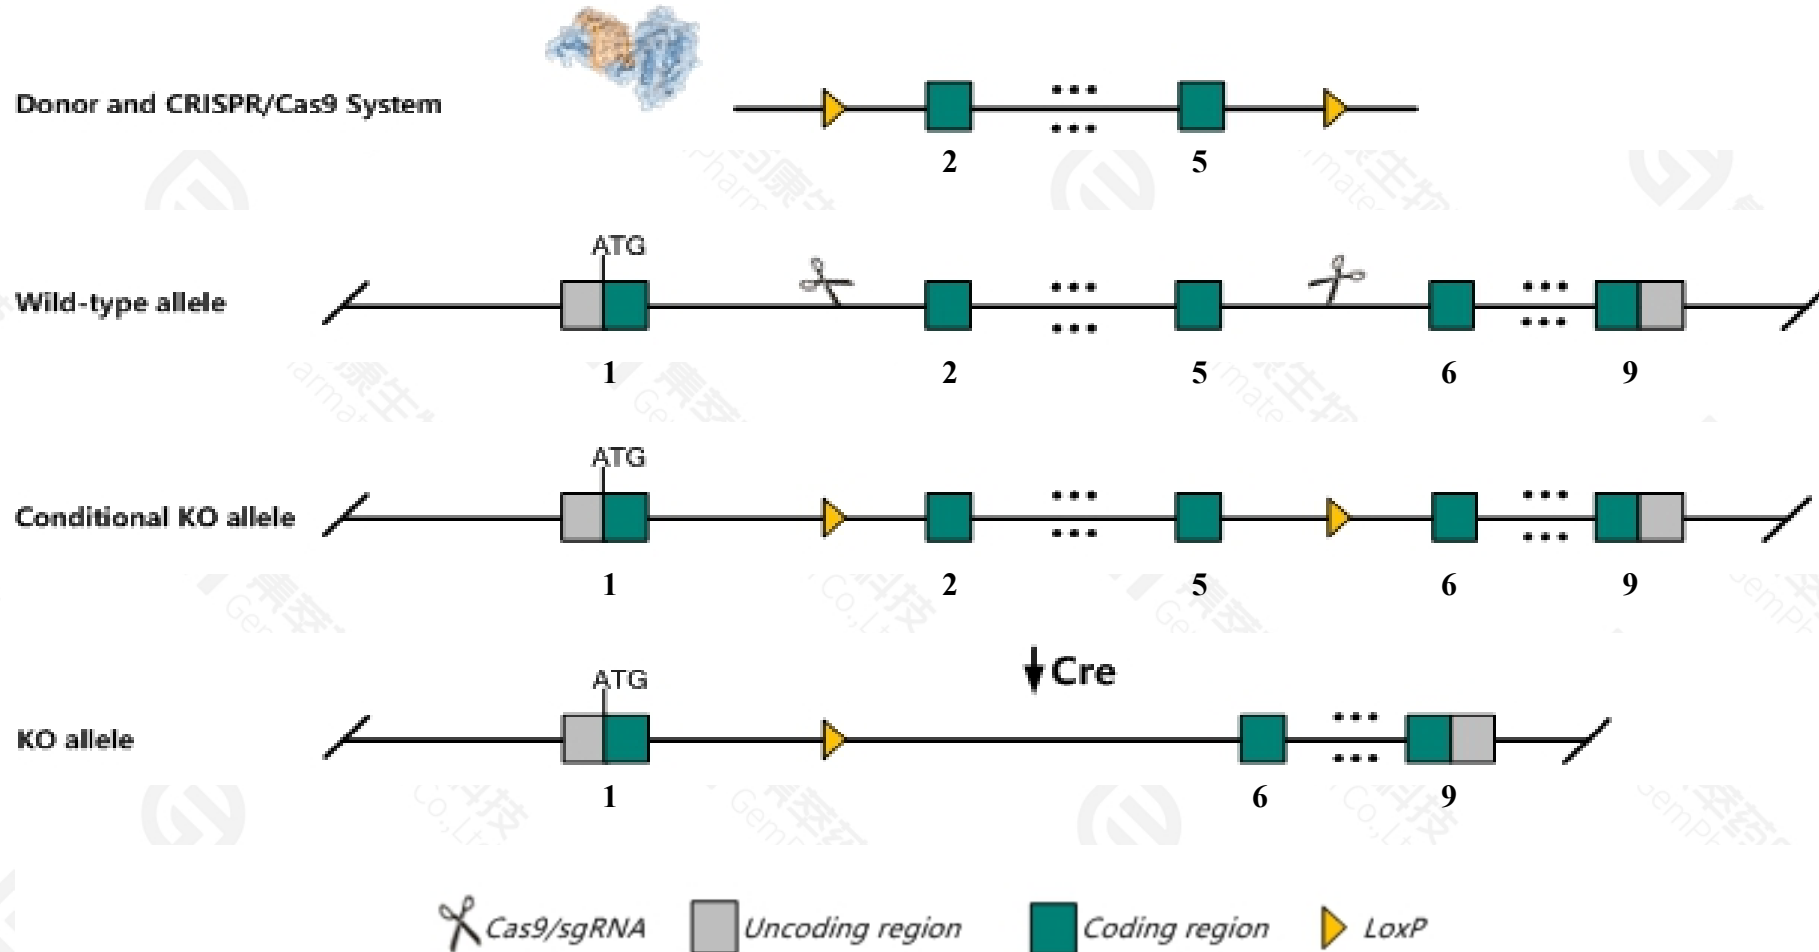 Donor and CRISPR/Cas9 System
2 5
ATG
Wild-type allele
1 2 5 6 9
ATG
Conditional KO allele
1 2 5 6 9
Cre
ATG
KO allele
1 6 9
Cas9/sgRNA Uncoding region Coding region LoxP